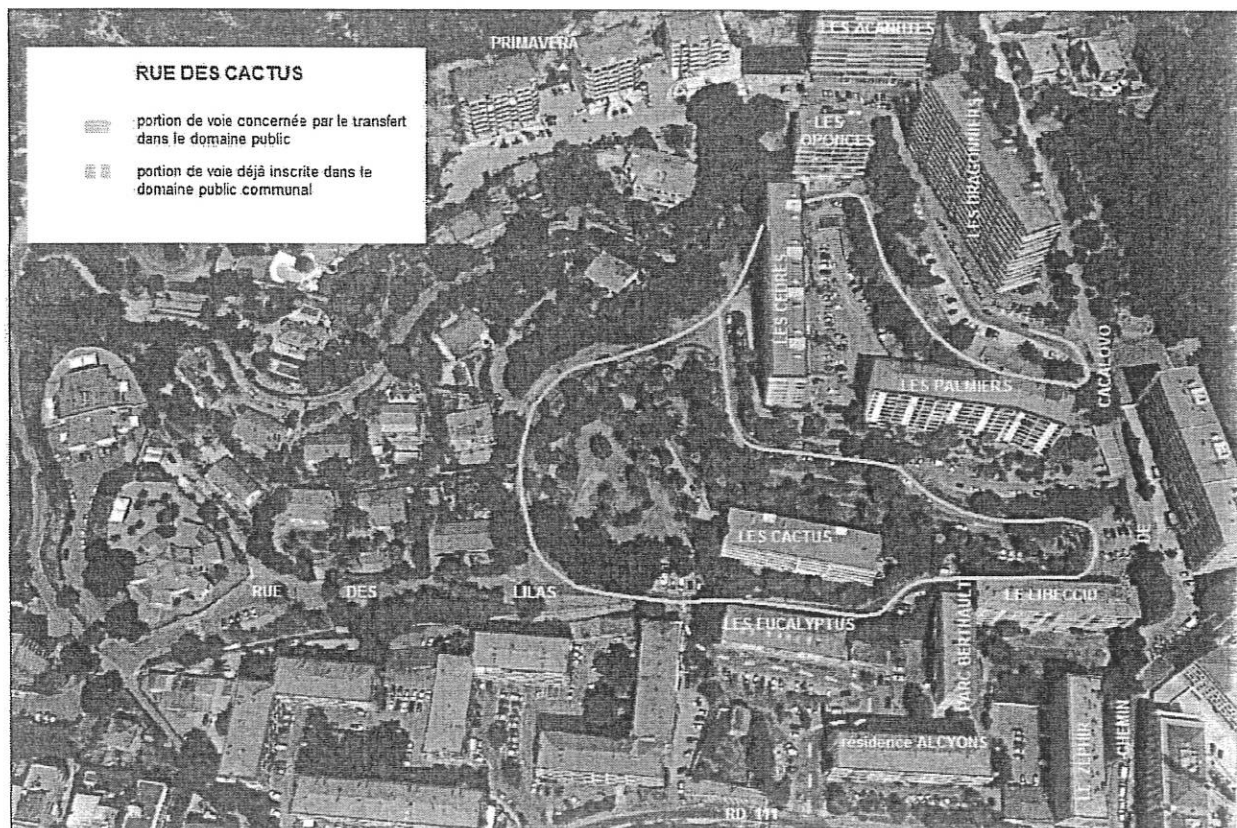 RUE DES CACTUS
portion de voie concernée par le transfert
dans le domaine public
portion de voie déjà inscrite dans le
domaine public communal
PRIMAVERA
LES ACANTHES
LES
OPONCES
LES DRAGONNIERS
LES CEDRES
LES PALMIERS
CACALOVO
DE
CHEMIN
LES CACTUS
RUE DES LILAS
LES EUCALYPTUS
PARC BERTHAULT
LE LIBECCIO
résidence ALCYONS
LE ZEPHIR
RD 111